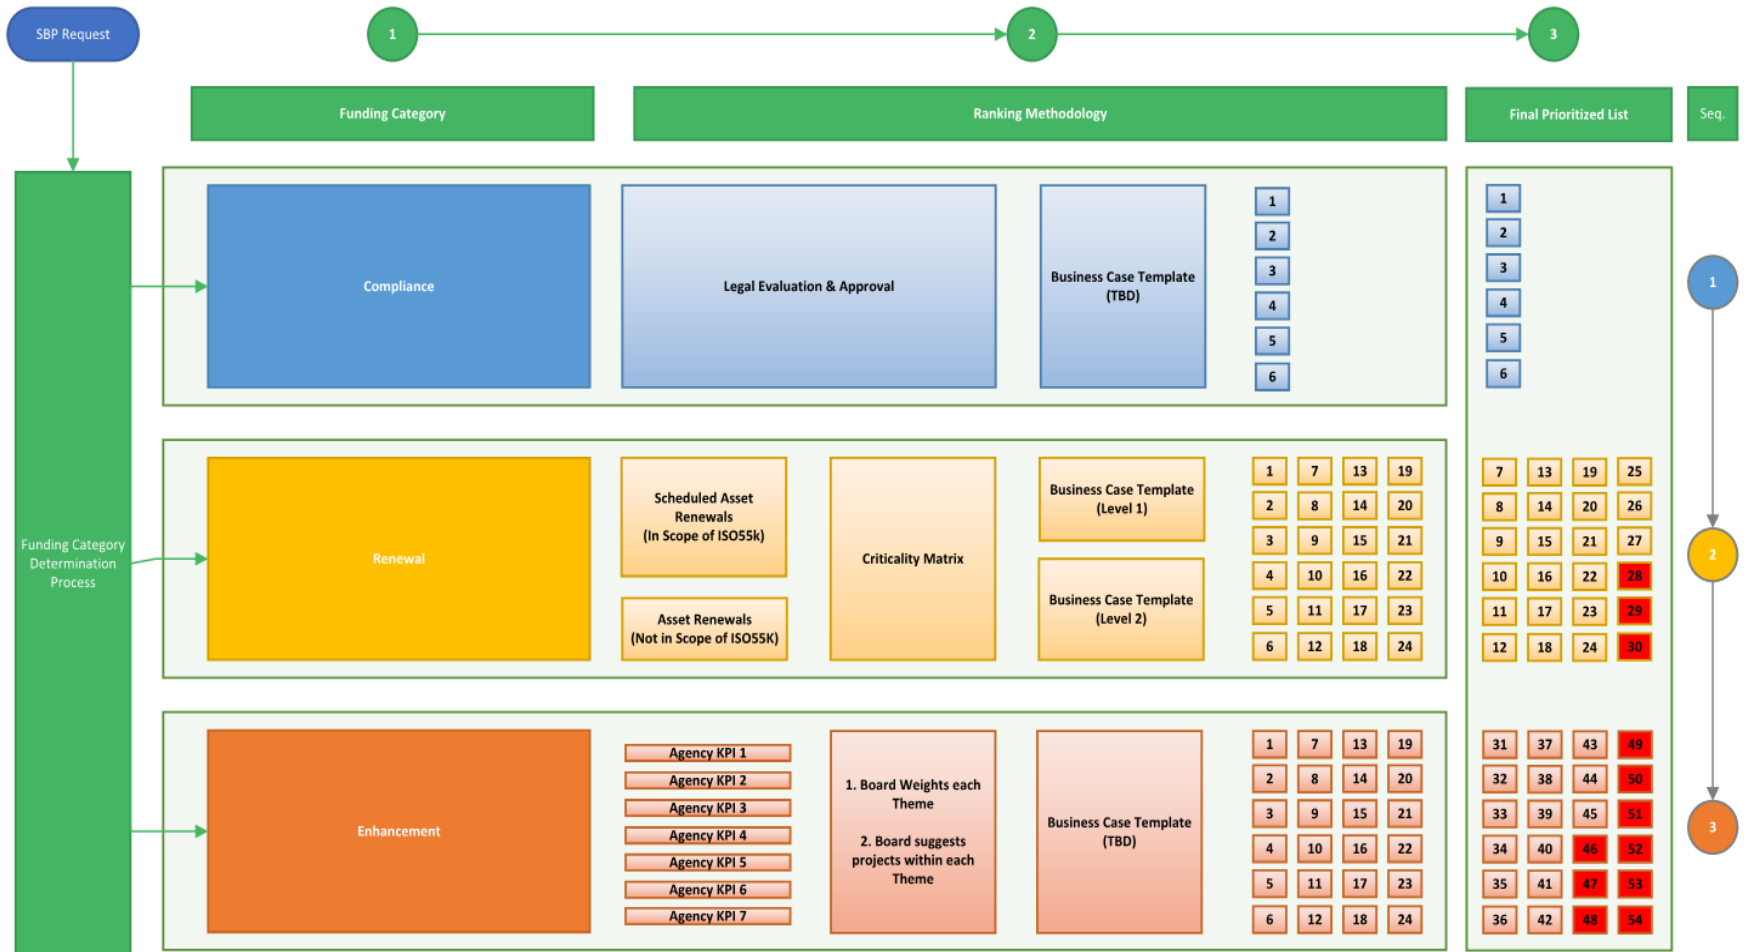 SBP Request
1
2
3
Funding Category
Ranking Methodology
Final Prioritized List
Seq.
Funding Category
Determination
Process
Compliance
Legal Evaluation & Approval
Business Case Template
(TBD)
1
2
3
4
5
6
1
2
3
4
5
6
1
Renewal
Scheduled Asset
Renewals
(In Scope of ISO55k)
Asset Renewals
(Not in Scope of ISO55K)
Criticality Matrix
Business Case Template
(Level 1)
Business Case Template
(Level 2)
1 7 13 19
2 8 14 20
3 9 15 21
4 10 16 22
5 11 17 23
6 12 18 24
7 13 19 25
8 14 20 26
9 15 21 27
10 16 22 28
11 17 23 29
12 18 24 30
2
Enhancement
Agency KPI 1
Agency KPI 2
Agency KPI 3
Agency KPI 4
Agency KPI 5
Agency KPI 6
Agency KPI 7
1. Board Weights each
Theme
2. Board suggests
projects within each
Theme
Business Case Template
(TBD)
1 7 13 19
2 8 14 20
3 9 15 21
4 10 16 22
5 11 17 23
6 12 18 24
31 37 43 49
32 38 44 50
33 39 45 51
34 40 46 52
35 41 47 53
36 42 48 54
3